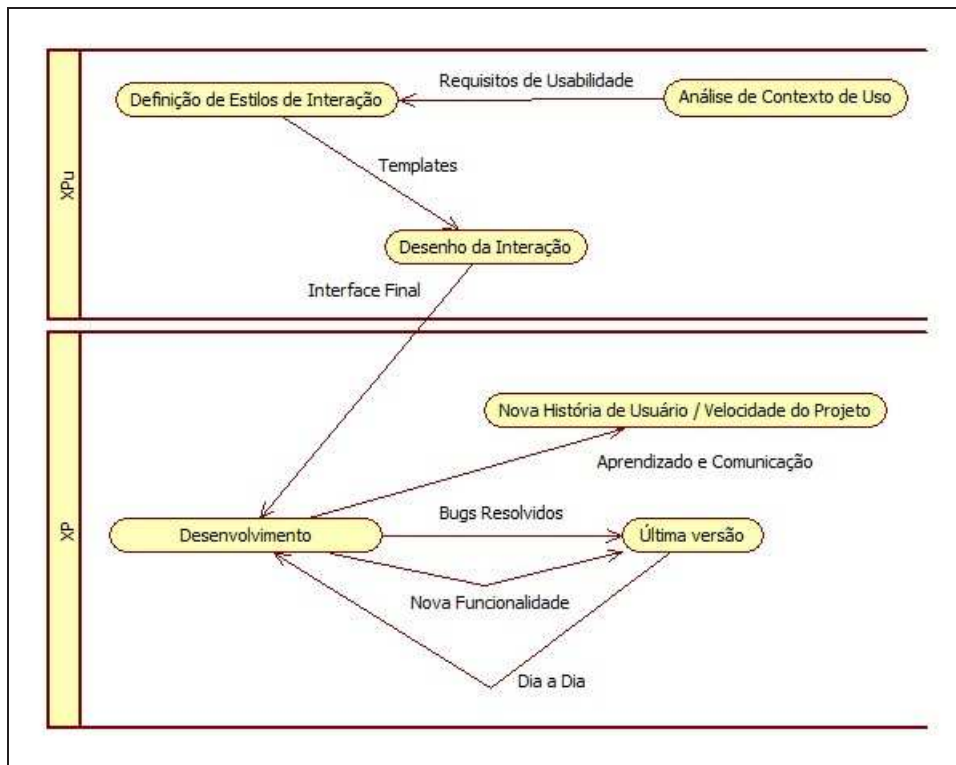 XPu
Requisitos de Usabilidade
Definição de Estilos de Interação
Análise de Contexto de Uso
Templates
Desenho da Interação
Interface Final
XP
Nova História de Usuário / Velocidade do Projeto
Aprendizado e Comunicação
Bugs Resolvidos
Desenvolvimento
Última versão
Nova Funcionalidade
Dia a Dia